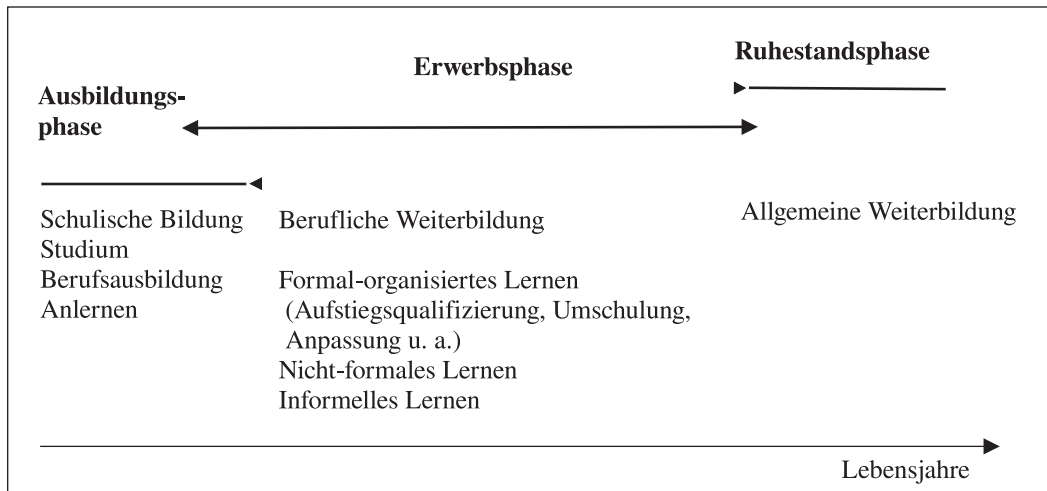 Ausbildungs-
phase
Erwerbsphase
Ruhestandsphase
Schulische Bildung
Studium
Berufsausbildung
Anlernen
Berufliche Weiterbildung
Formal-organisiertes Lernen
(Aufstiegsqualifizierung, Umschulung,
Anpassung u. a.)
Nicht-formales Lernen
Informelles Lernen
Allgemeine Weiterbildung
Lebensjahre